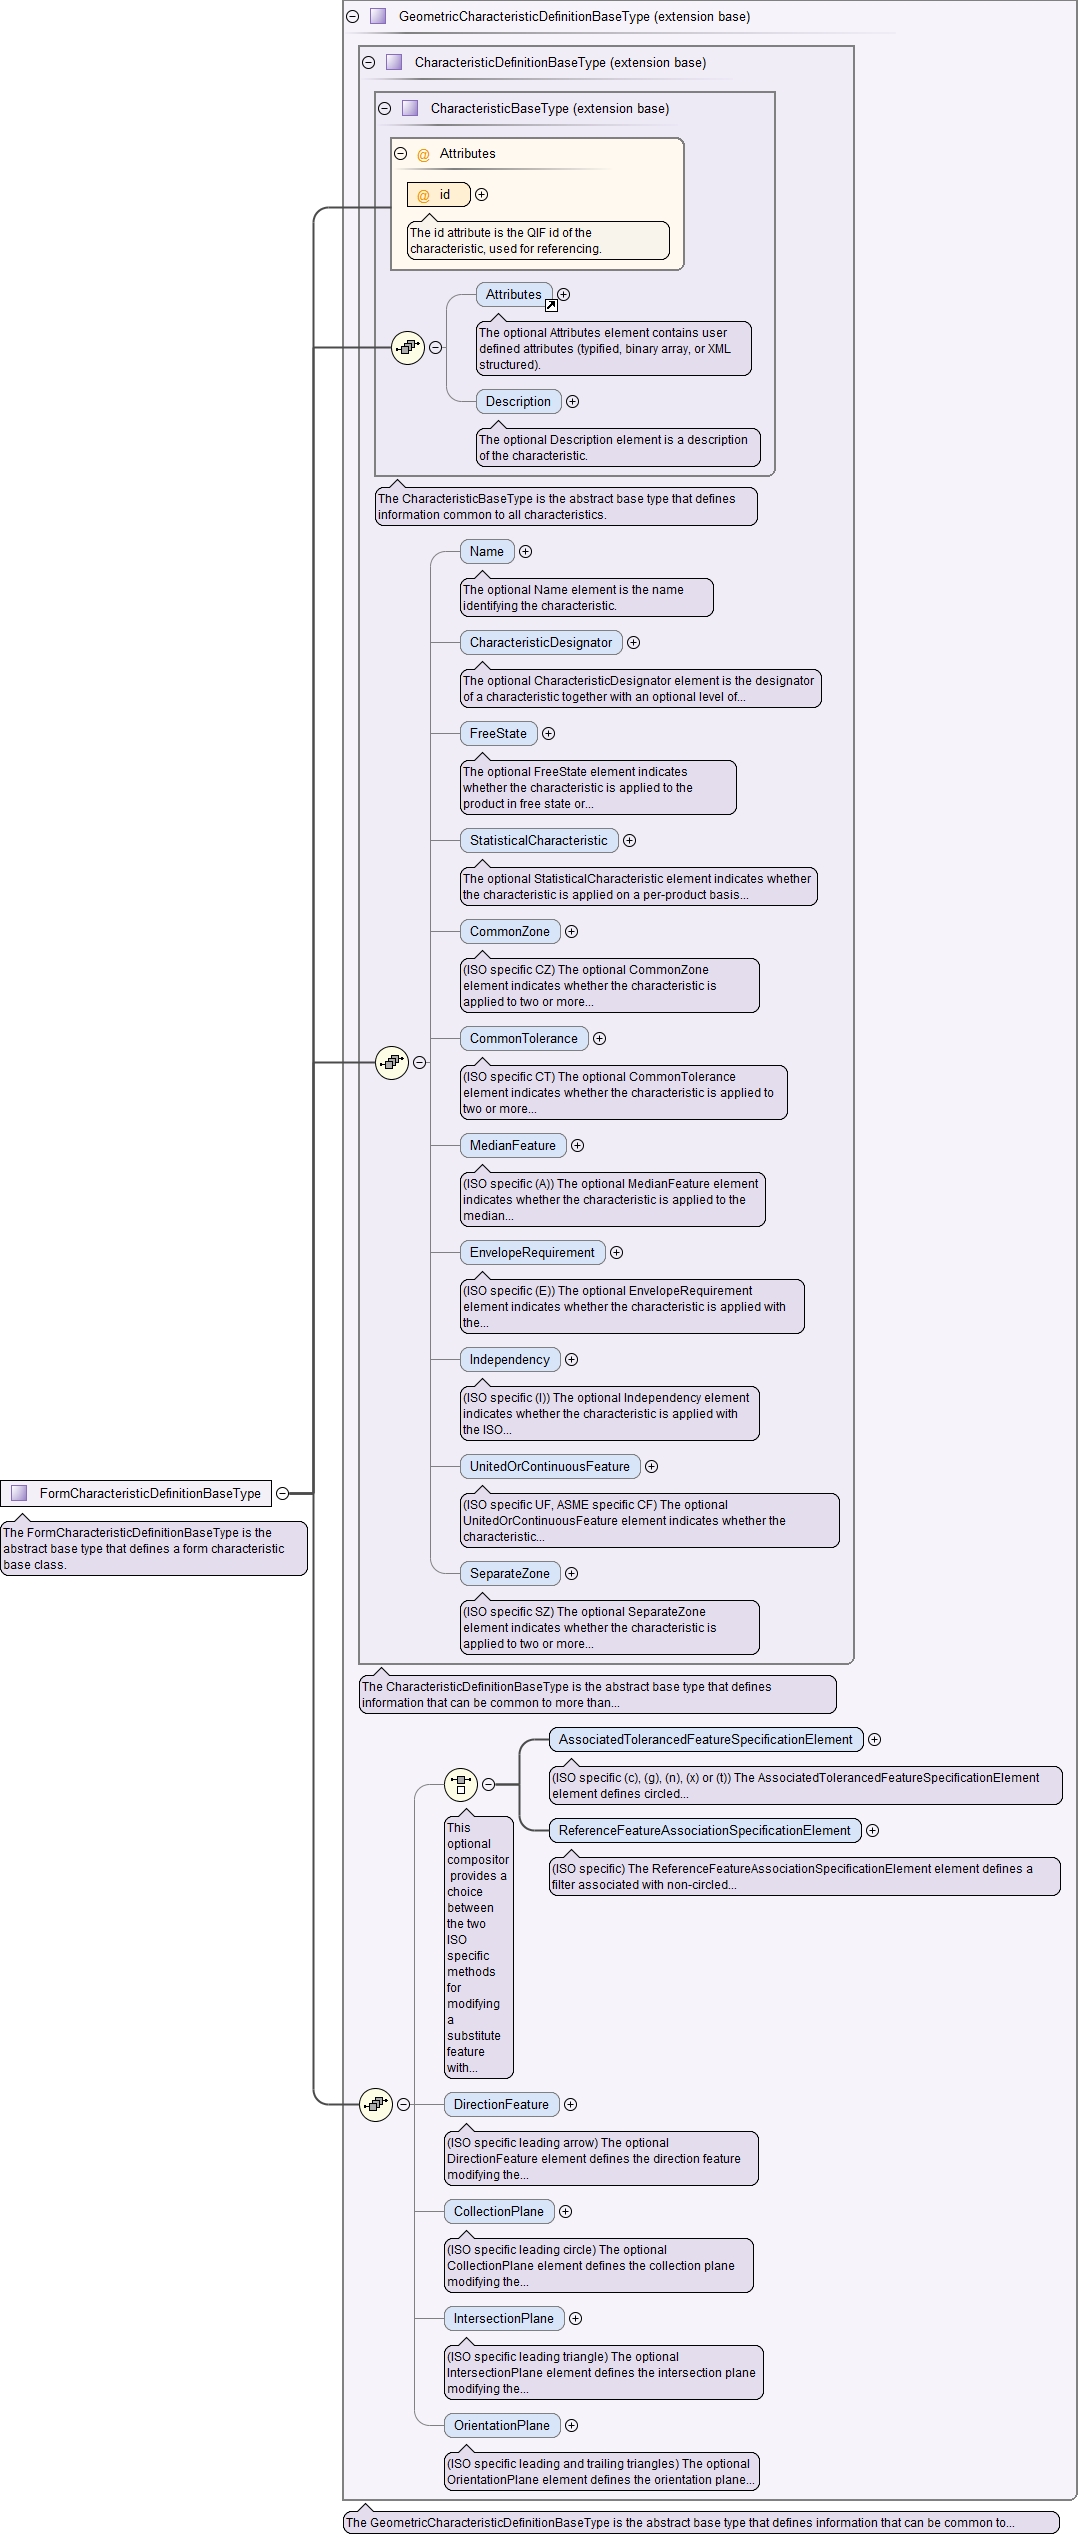 GeometricCharacteristicDefinitionBaseType (extension base)
CharacteristicDefinitionBaseType (extension base)
CharacteristicBaseType (extension base)
@ Attributes
@ id
The id attribute is the QIF id of the
characteristic, used for referencing.
Attributes
The optional Attributes element contains user
defined attributes (typified, binary array, or XML
structured).
Description
The optional Description element is a description
of the characteristic.
The CharacteristicBaseType is the abstract base type that defines
information common to all characteristics.
Name
The optional Name element is the name
identifying the characteristic.
CharacteristicDesignator
The optional CharacteristicDesignator element is the designator
of a characteristic together with an optional level of...
FreeState
The optional FreeState element indicates
whether the characteristic is applied to the
product in free state or...
StatisticalCharacteristic
The optional StatisticalCharacteristic element indicates whether
the characteristic is applied on a per-product basis...
CommonZone
(ISO specific CZ) The optional CommonZone
element indicates whether the characteristic is
applied to two or more...
CommonTolerance
(ISO specific CT) The optional CommonTolerance
element indicates whether the characteristic is applied to
two or more...
MedianFeature
(ISO specific (A)) The optional MedianFeature element
indicates whether the characteristic is applied to the
median...
EnvelopeRequirement
(ISO specific (E)) The optional EnvelopeRequirement
element indicates whether the characteristic is applied with
the...
Independency
(ISO specific (I)) The optional Independency element
indicates whether the characteristic is applied with
the ISO...
UnitedOrContinuousFeature
(ISO specific UF, ASME specific CF) The optional
UnitedOrContinuousFeature element indicates whether the
characteristic...
SeparateZone
(ISO specific SZ) The optional SeparateZone
element indicates whether the characteristic is
applied to two or more...
FormCharacteristicDefinitionBaseType
The FormCharacteristicDefinitionBaseType is the
abstract base type that defines a form characteristic
base class.
The CharacteristicDefinitionBaseType is the abstract base type that defines
information that can be common to more than...
AssociatedTolerancedFeatureSpecificationElement
(ISO specific (c), (g), (n), (x) or (t)) The AssociatedTolerancedFeatureSpecificationElement
element defines circled...
ReferenceFeatureAssociationSpecificationElement
(ISO specific) The ReferenceFeatureAssociationSpecificationElement element defines a
filter associated with non-circled...
This
optional
compositor
provides a
choice
between
the two
ISO
specific
methods
for
modifying
a
substitute
feature
with...
DirectionFeature
(ISO specific leading arrow) The optional
DirectionFeature element defines the direction feature
modifying the...
CollectionPlane
(ISO specific leading circle) The optional
CollectionPlane element defines the collection plane
modifying the...
IntersectionPlane
(ISO specific leading triangle) The optional
IntersectionPlane element defines the intersection plane
modifying the...
OrientationPlane
(ISO specific leading and trailing triangles) The optional
OrientationPlane element defines the orientation plane...
The GeometricCharacteristicDefinitionBaseType is the abstract base type that defines information that can be common to...